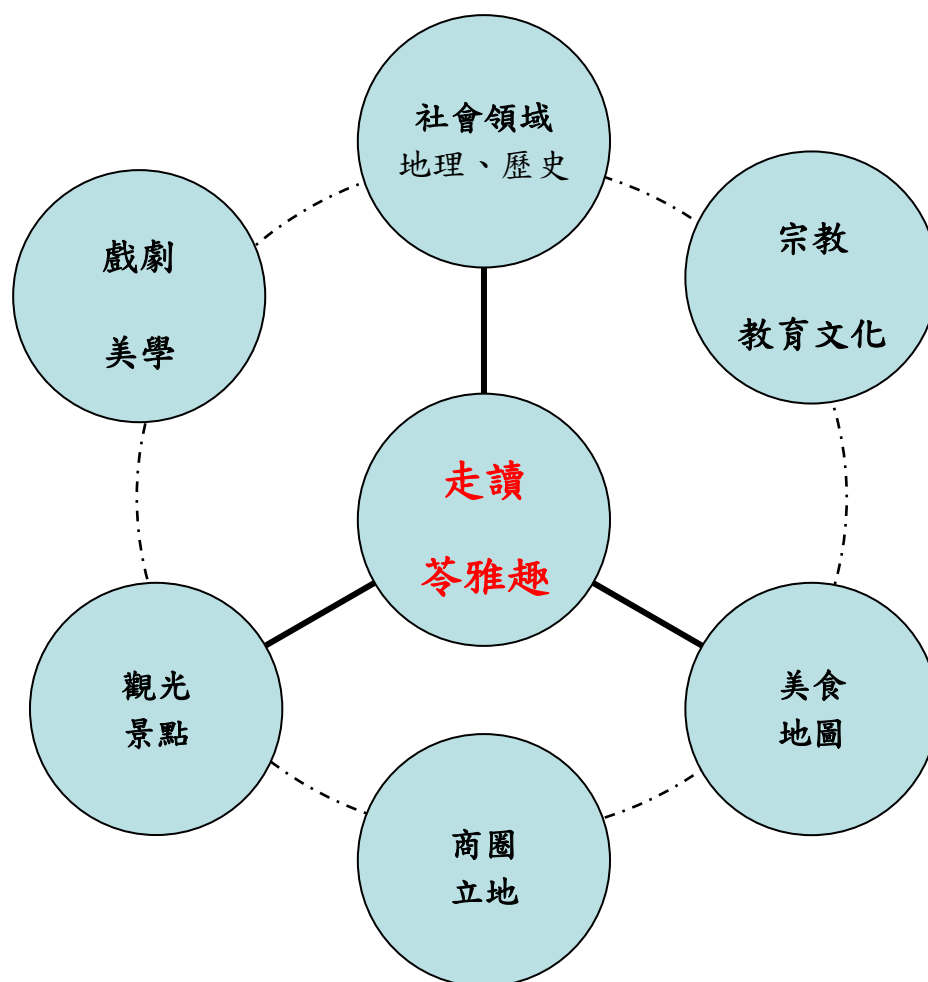 社會領域
地理、歷史
戲劇
美學
宗教
教育文化
走讀
苓雅趣
觀光
景點
美食
地圖
商圈
立地